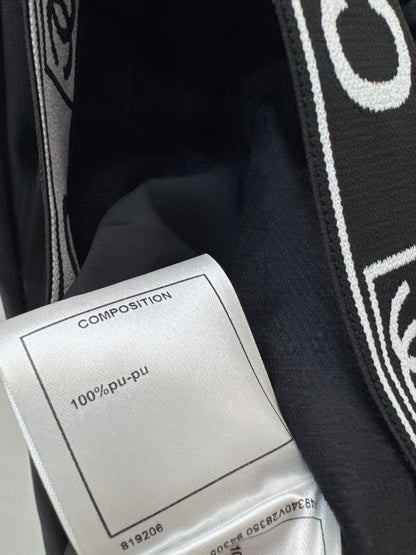 COMPOSITION
100%pu-pu
819206
C